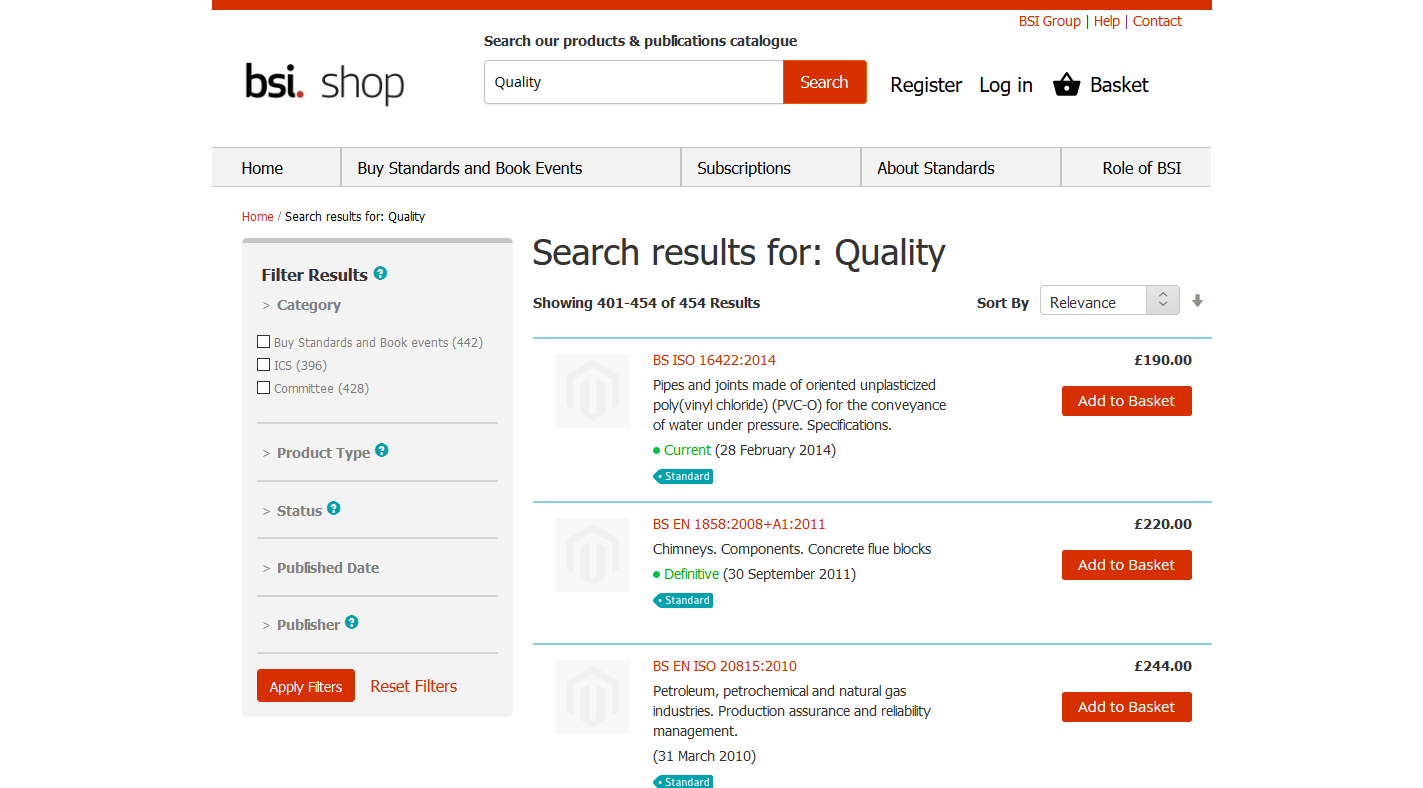 BSI Group | Help | Contact
Search our products & publications catalogue
bsi. shop
Quality
Search
Register
Log in
Basket
Home
Buy Standards and Book Events
Subscriptions
About Standards
Role of BSI
Home / Search results for: Quality
Filter Results ?
> Category
Buy Standards and Book events (442)
ICS (396)
Committee (428)
> Product Type ?
> Status ?
> Published Date
> Publisher ?
Apply Filters
Reset Filters
Search results for: Quality
Showing 401-454 of 454 Results
Sort By
Relevance
BS ISO 16422:2014
£190.00
Pipes and joints made of oriented unplasticized
poly(vinyl chloride) (PVC-O) for the conveyance
of water under pressure. Specifications.
Add to Basket
Current (28 February 2014)
Standard
BS EN 1858:2008+A1:2011
£220.00
Chimneys. Components. Concrete flue blocks
Add to Basket
Definitive (30 September 2011)
Standard
BS EN ISO 20815:2010
£244.00
Petroleum, petrochemical and natural gas
industries. Production assurance and reliability
management.
Add to Basket
(31 March 2010)
Standard